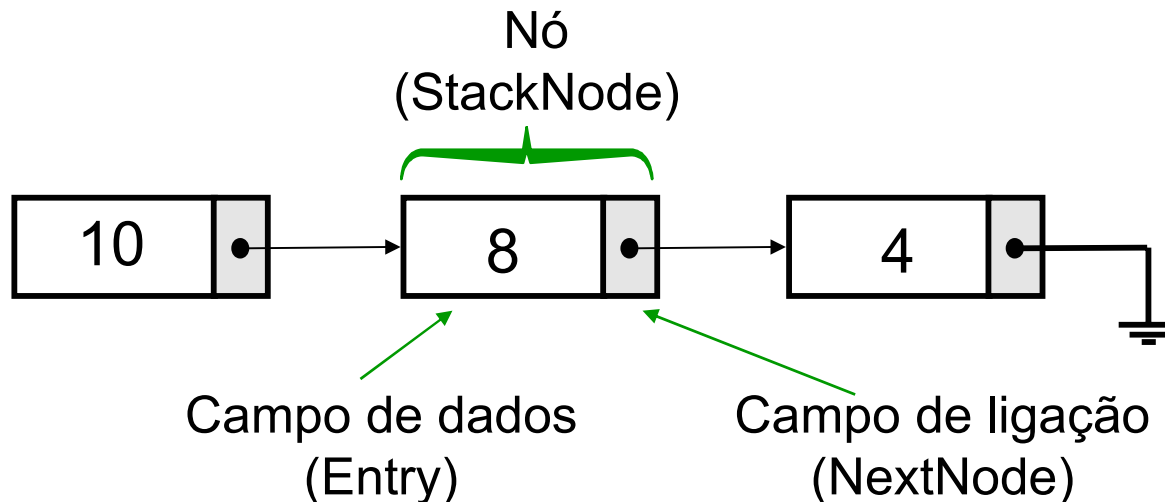 Nó
(StackNode)
10
8
4
Campo de dados
(Entry)
Campo de ligação
(NextNode)